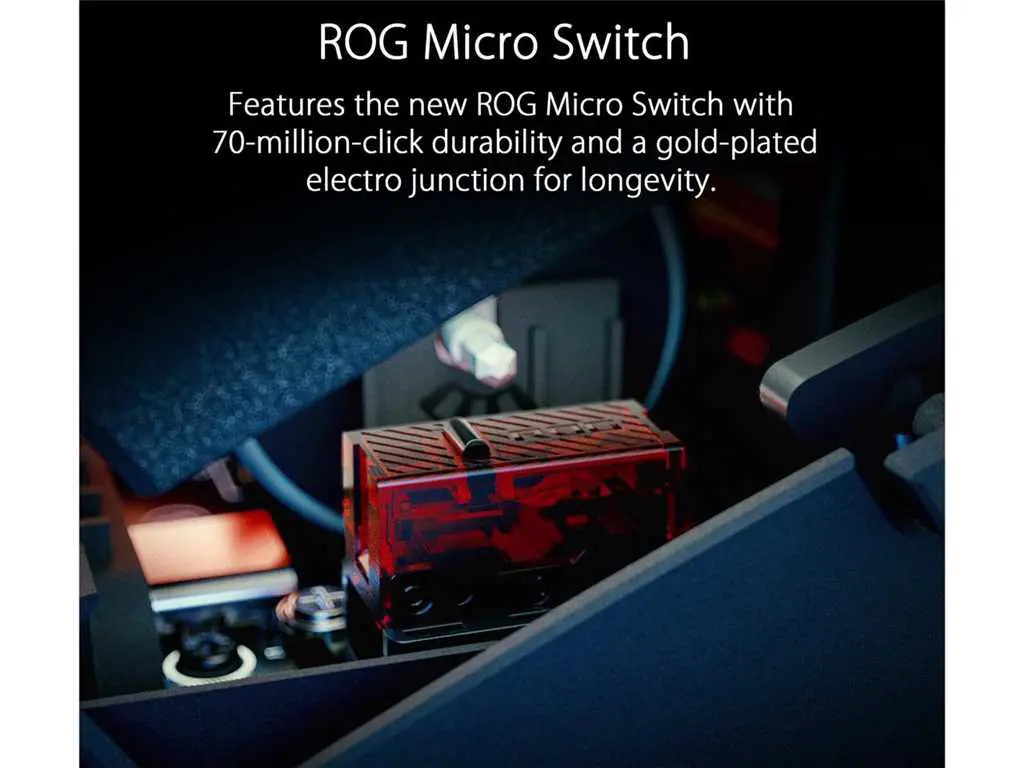 ROG Micro Switch
Features the new ROG Micro Switch with
70-million-click durability and a gold-plated
electro junction for longevity.